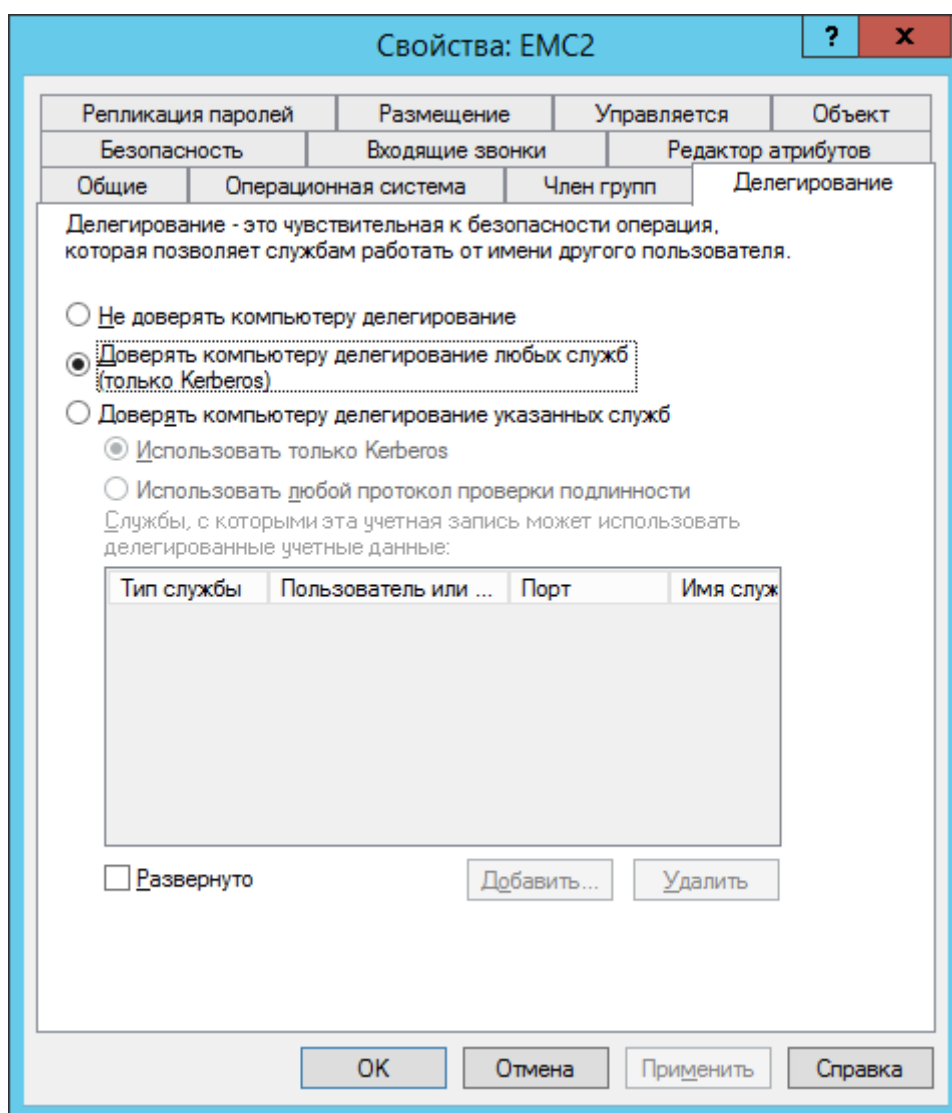 Свойства: EMC2
?
x
Репликация паролей
Размещение
Управляется
Объект
Безопасность
Входящие звонки
Редактор атрибутов
Общие
Операционная система
Член групп
Делегирование
Делегирование - это чувствительная к безопасности операция,
которая позволяет службам работать от имени другого пользователя.
Не доверять компьютеру делегирование
Доверять компьютеру делегирование любых служб
(только Kerberos)
Доверять компьютеру делегирование указанных служб
Использовать только Kerberos
Использовать любой протокол проверки подлинности
Службы, с которыми эта учетная запись может использовать
делегированные учетные данные:
Тип службы
Пользователь или ...
Порт
Имя служ
Развернуто
Добавить...
Удалить
OK
Отмена
Применить
Справка